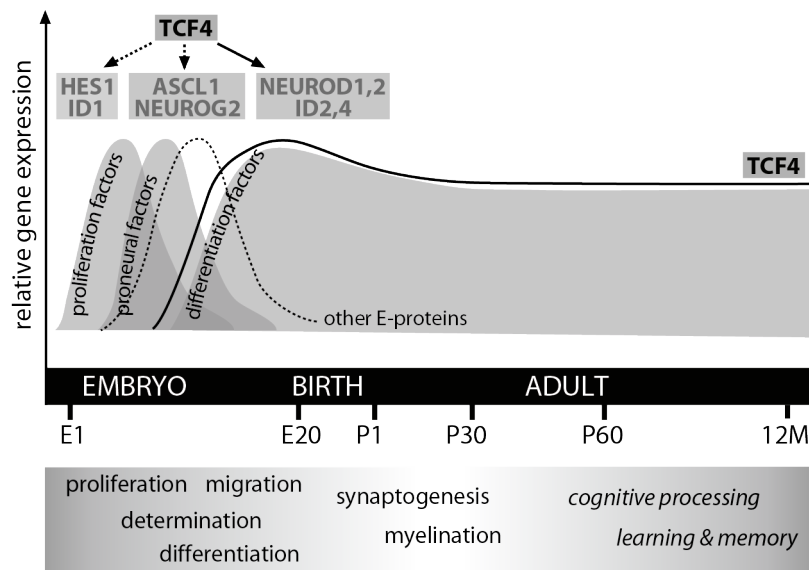 TCF4
HES1
ID1
ASCL1
NEUROG2
NEUROD1,2
ID2,4
relative gene expression
proliferation factors
proneural factors
differentiation factors
TCF4
other E-proteins
EMBRYO BIRTH ADULT
E1 E20 P1 P30 P60 12M
proliferation migration
determination
differentiation
synaptogenesis
myelination
cognitive processing
learning & memory